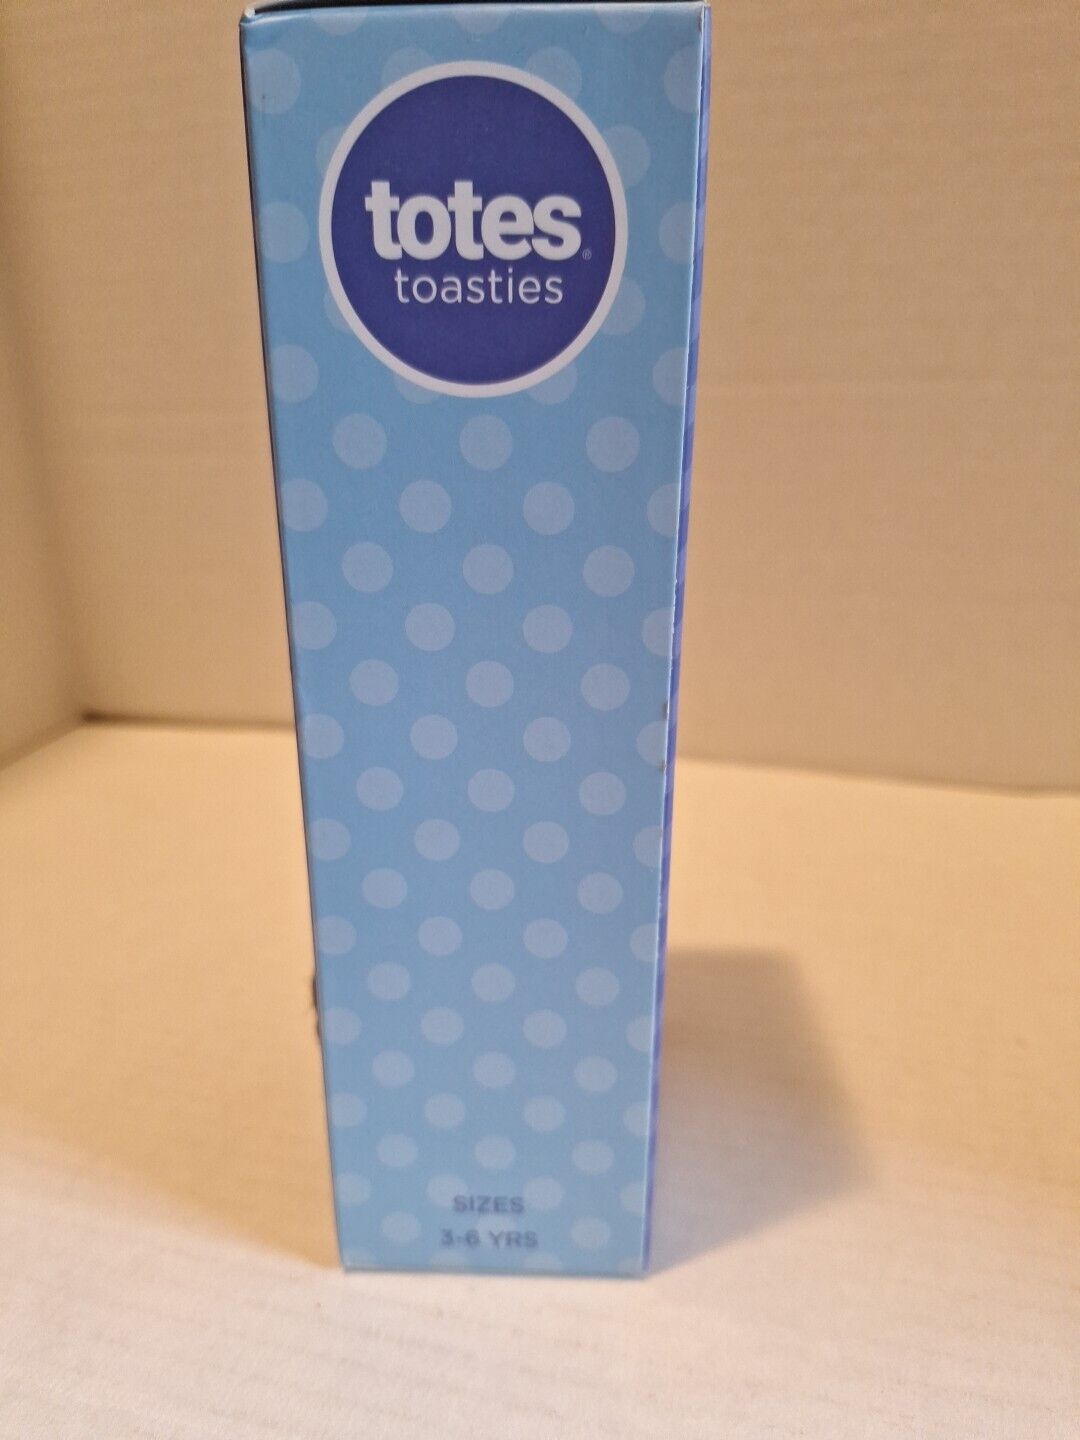 totes®
toasties
SIZES
3-6 YRS